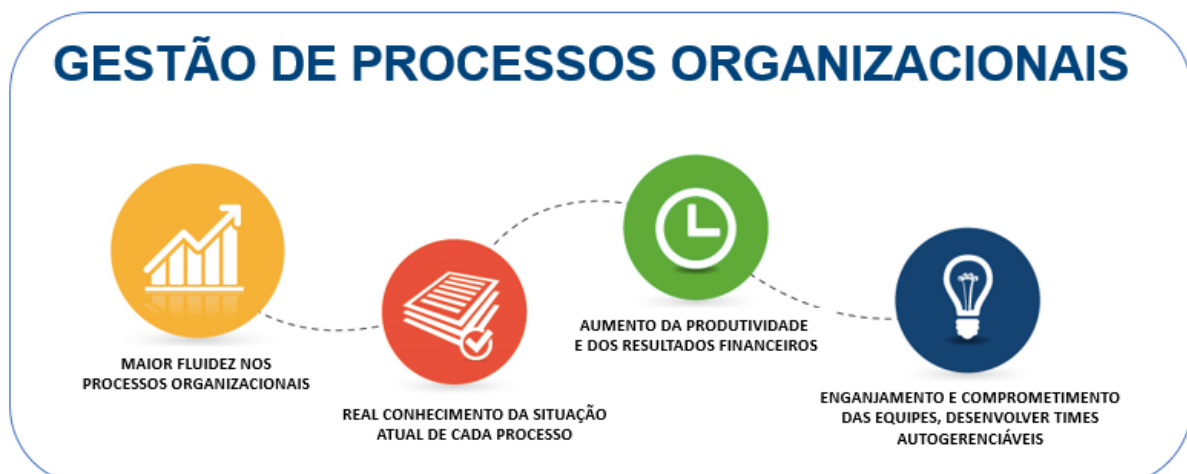 GESTÃO DE PROCESSOS ORGANIZACIONAIS
MAIOR FLUIDEZ NOS
PROCESSOS ORGANIZACIONAIS
REAL CONHECIMENTO DA SITUAÇÃO
ATUAL DE CADA PROCESSO
AUMENTO DA PRODUTIVIDADE
E DOS RESULTADOS FINANCEIROS
ENGANJAMENTO E COMPROMETIMENTO
DAS EQUIPES, DESENVOLVER TIMES
AUTOGERENCIÁVEIS